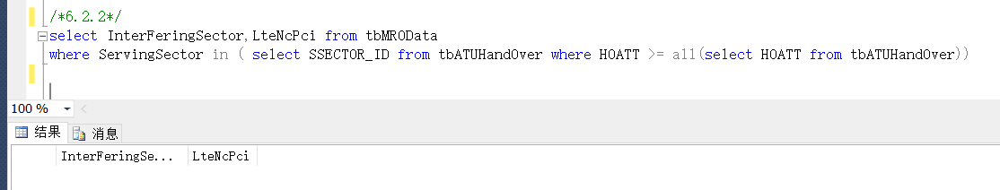 /*6.2.2*/
select InterFeringSector,LteNcPci from tbMROData
where ServingSector in ( select SSECTOR_ID from tbATUHandOver where HOATT >= all(select HOATT from tbATUHandOver))
100 %
结果 消息
InterFeringSe... LteNcPci